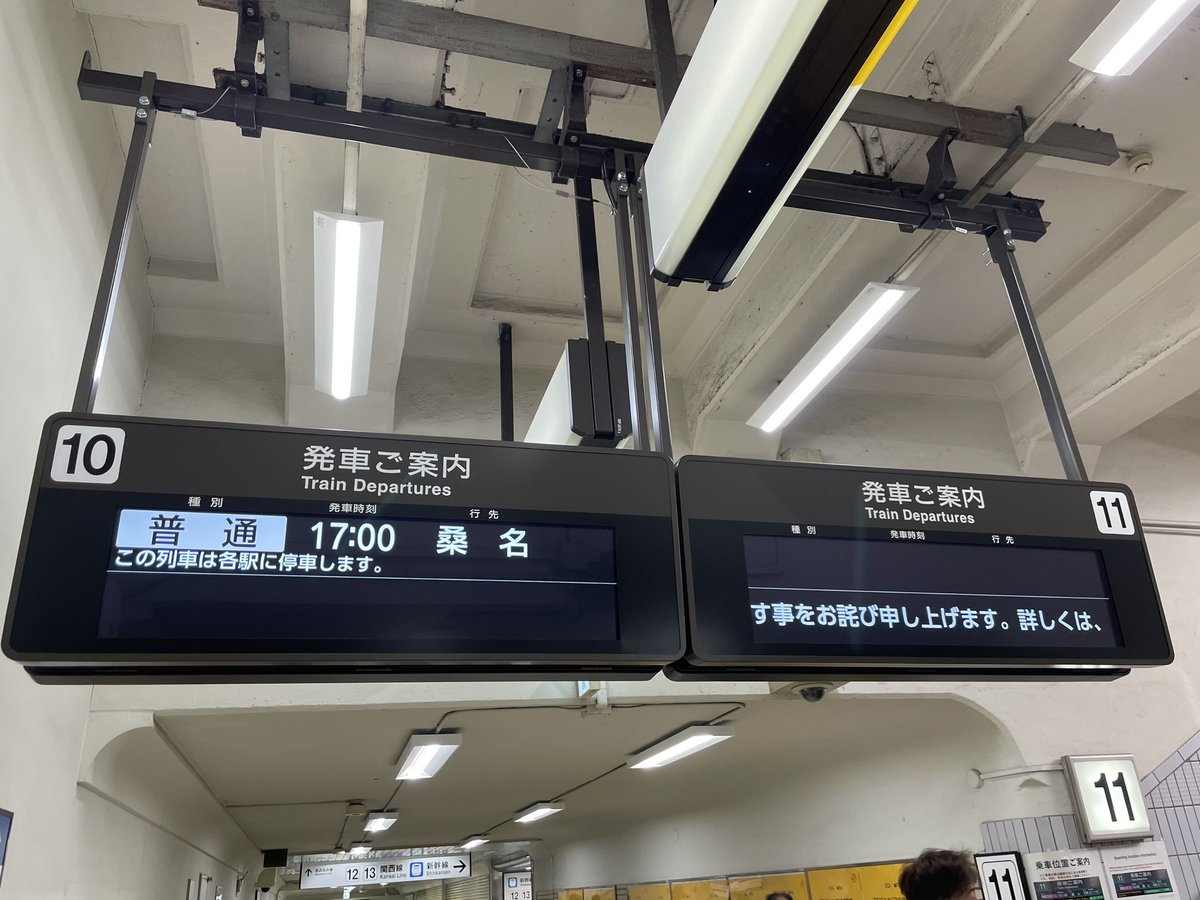 10
発車ご案内
Train Departures
種別 発車時刻 行先
普通 17:00 桑名
この列車は各駅に停車します。
発車ご案内
Train Departures
11
種別 発車時刻 行先
す事をお詫び申し上げます。詳しくは、
11
12 13 関西線 Kansai Line 新幹線 Shinkansen
12 13
11
乗車位置ご案内